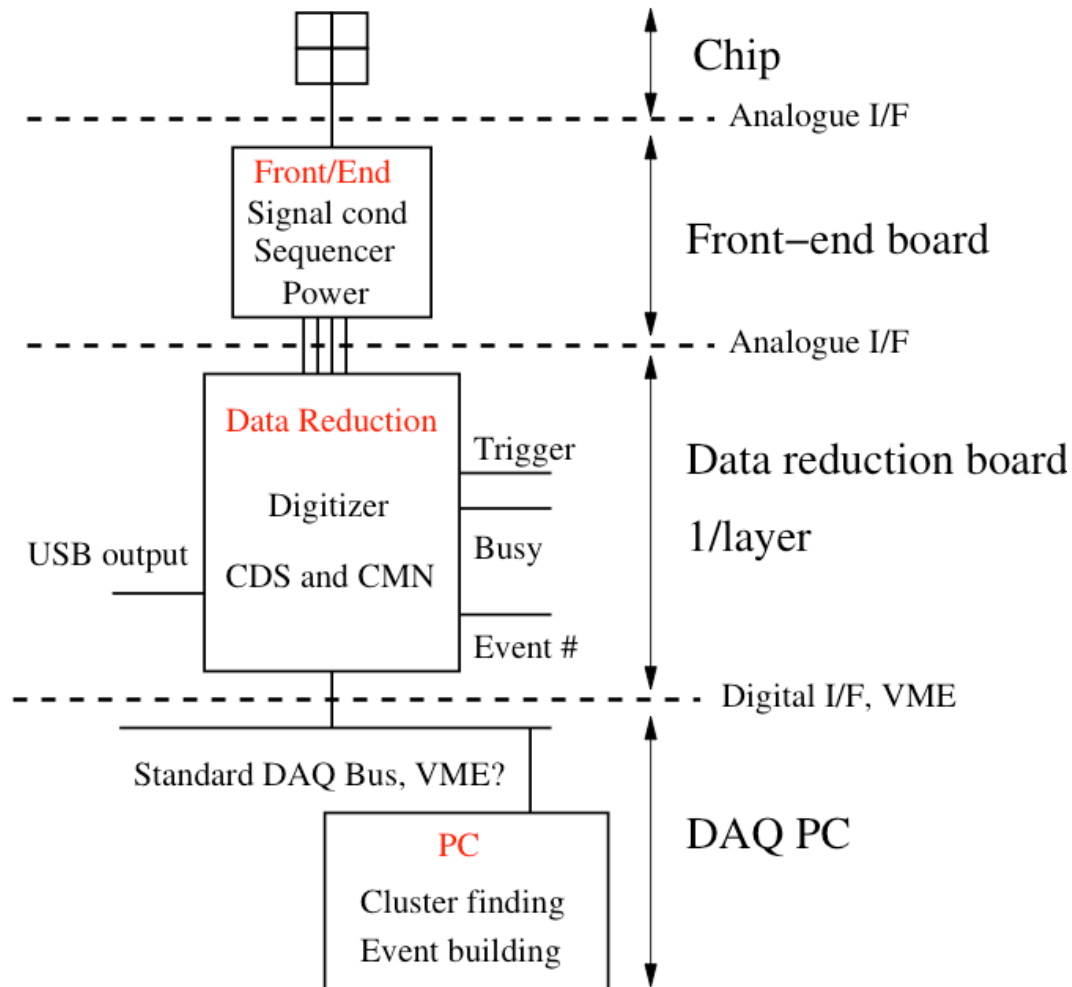 Chip
Analogue I/F
Front/End
Signal cond
Sequencer
Power
Front−end board
Analogue I/F
Data Reduction
Digitizer
CDS and CMN
USB output
Trigger
Busy
Event #
Data reduction board
1/layer
Digital I/F, VME
Standard DAQ Bus, VME?
PC
Cluster finding
Event building
DAQ PC